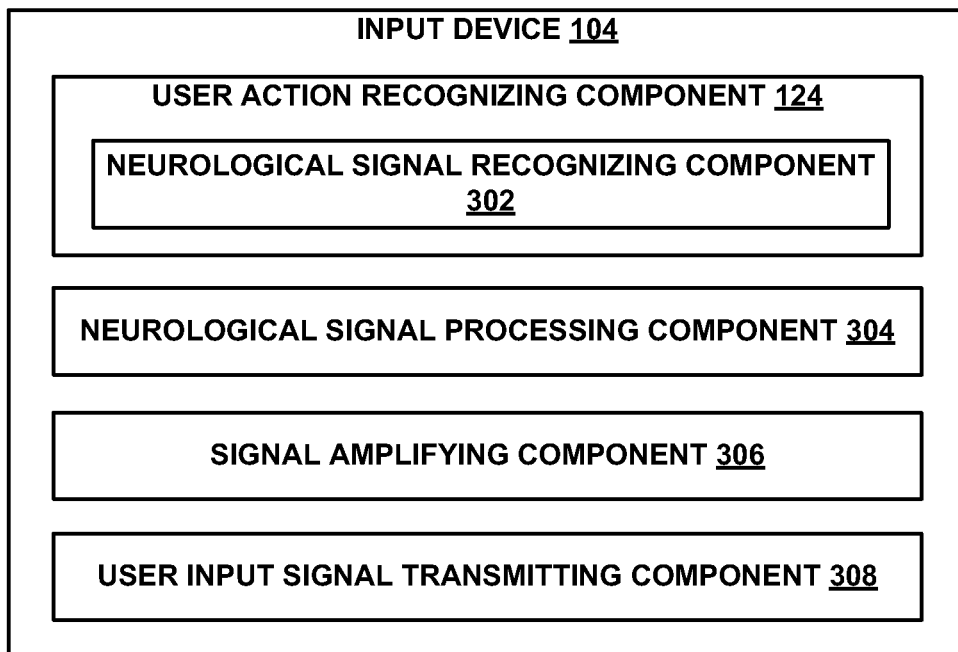 INPUT DEVICE 104
USER ACTION RECOGNIZING COMPONENT 124
NEUROLOGICAL SIGNAL RECOGNIZING COMPONENT
302
NEUROLOGICAL SIGNAL PROCESSING COMPONENT 304
SIGNAL AMPLIFYING COMPONENT 306
USER INPUT SIGNAL TRANSMITTING COMPONENT 308